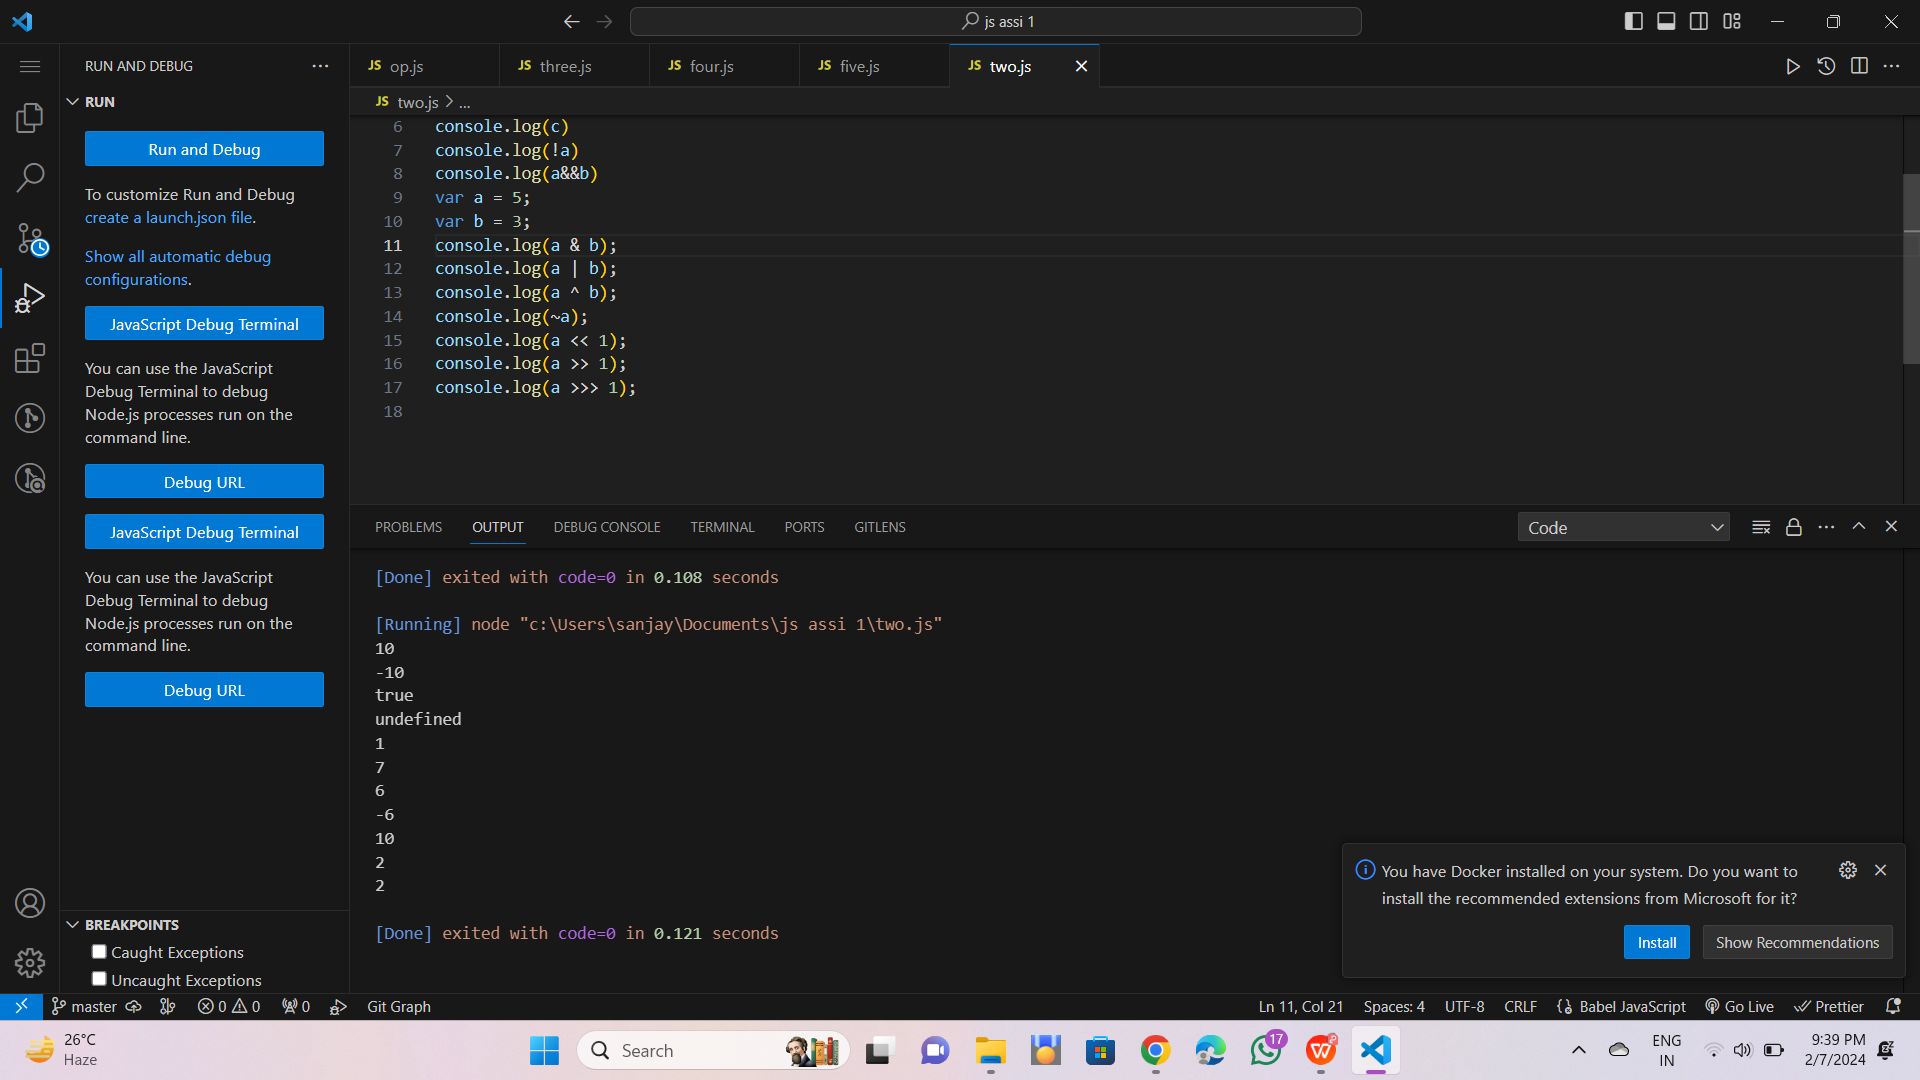 js assi 1
RUN AND DEBUG
JS op.js
JS three.js
JS four.js
JS five.js
JS two.js
RUN
JS two.js > ...
Run and Debug
To customize Run and Debug
create a launch.json file.
Show all automatic debug
configurations.
JavaScript Debug Terminal
You can use the JavaScript
Debug Terminal to debug
Node.js processes run on the
command line.
Debug URL
JavaScript Debug Terminal
You can use the JavaScript
Debug Terminal to debug
Node.js processes run on the
command line.
Debug URL
BREAKPOINTS
Caught Exceptions
Uncaught Exceptions
6 console.log(c)
7 console.log(!a)
8 console.log(a&&b)
9 var a = 5;
10 var b = 3;
11 console.log(a & b);
12 console.log(a | b);
13 console.log(a ^ b);
14 console.log(~a);
15 console.log(a << 1);
16 console.log(a >> 1);
17 console.log(a >>> 1);
18
PROBLEMS OUTPUT DEBUG CONSOLE TERMINAL PORTS GITLENS
Code
[Done] exited with code=0 in 0.108 seconds
[Running] node "c:\Users\sanjay\Documents\js assi 1\two.js"
10
-10
true
undefined
1
7
6
-6
10
2
2
[Done] exited with code=0 in 0.121 seconds
You have Docker installed on your system. Do you want to
install the recommended extensions from Microsoft for it?
Install
Show Recommendations
master 0 0 0 Git Graph
Ln 11, Col 21 Spaces: 4 UTF-8 CRLF {} Babel JavaScript Go Live Prettier
26°C
Haze
Search
17
ENG
IN
9:39 PM
2/7/2024